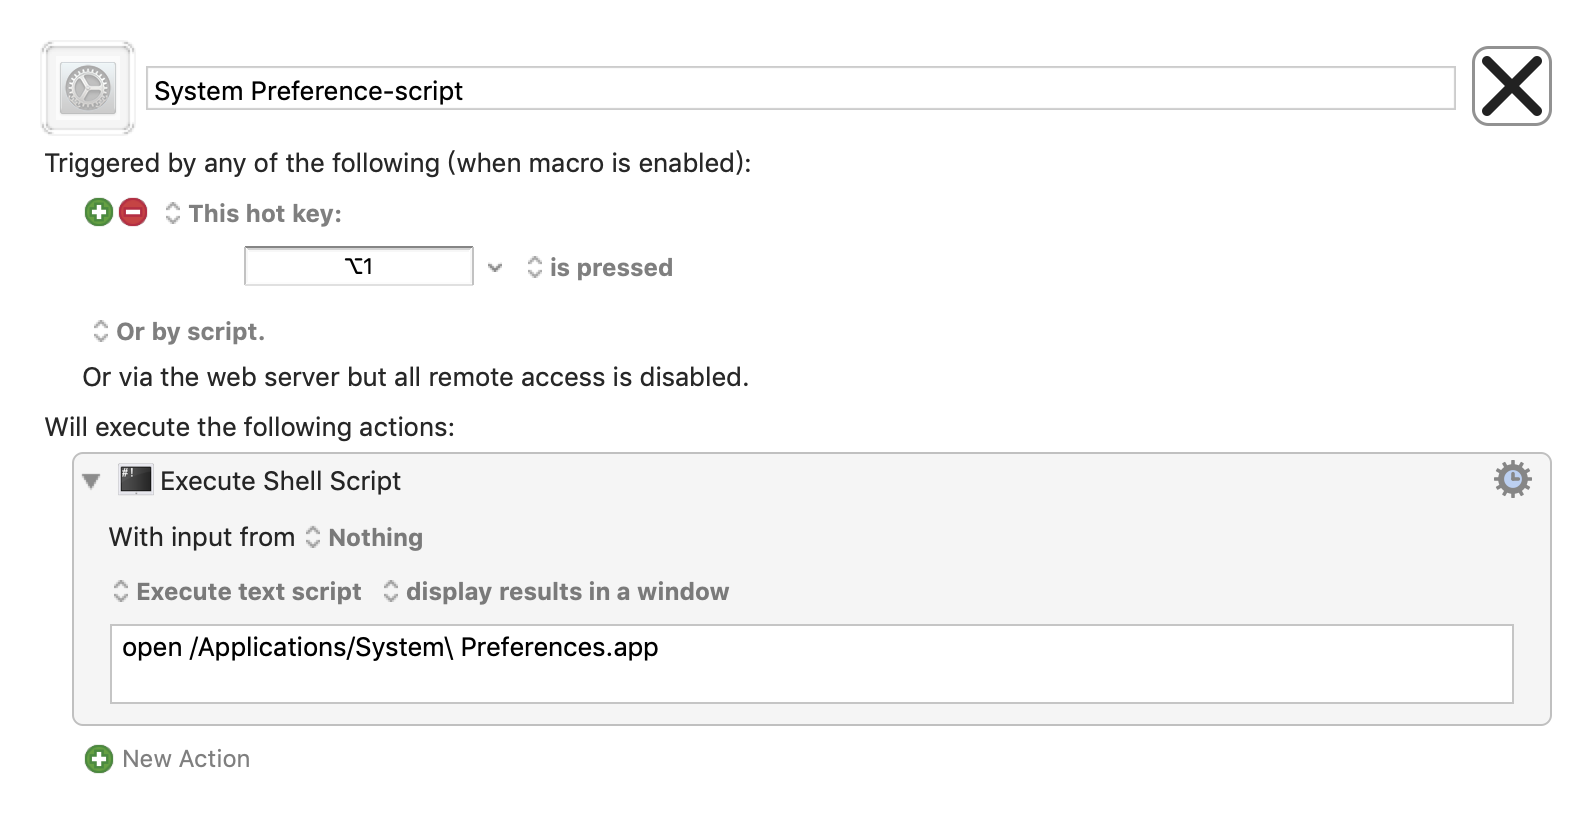 System Preference-script
Triggered by any of the following (when macro is enabled):
This hot key:
⌥1 is pressed
Or by script.
Or via the web server but all remote access is disabled.
Will execute the following actions:
#! Execute Shell Script
With input from Nothing
Execute text script display results in a window
open /Applications/System\ Preferences.app
New Action